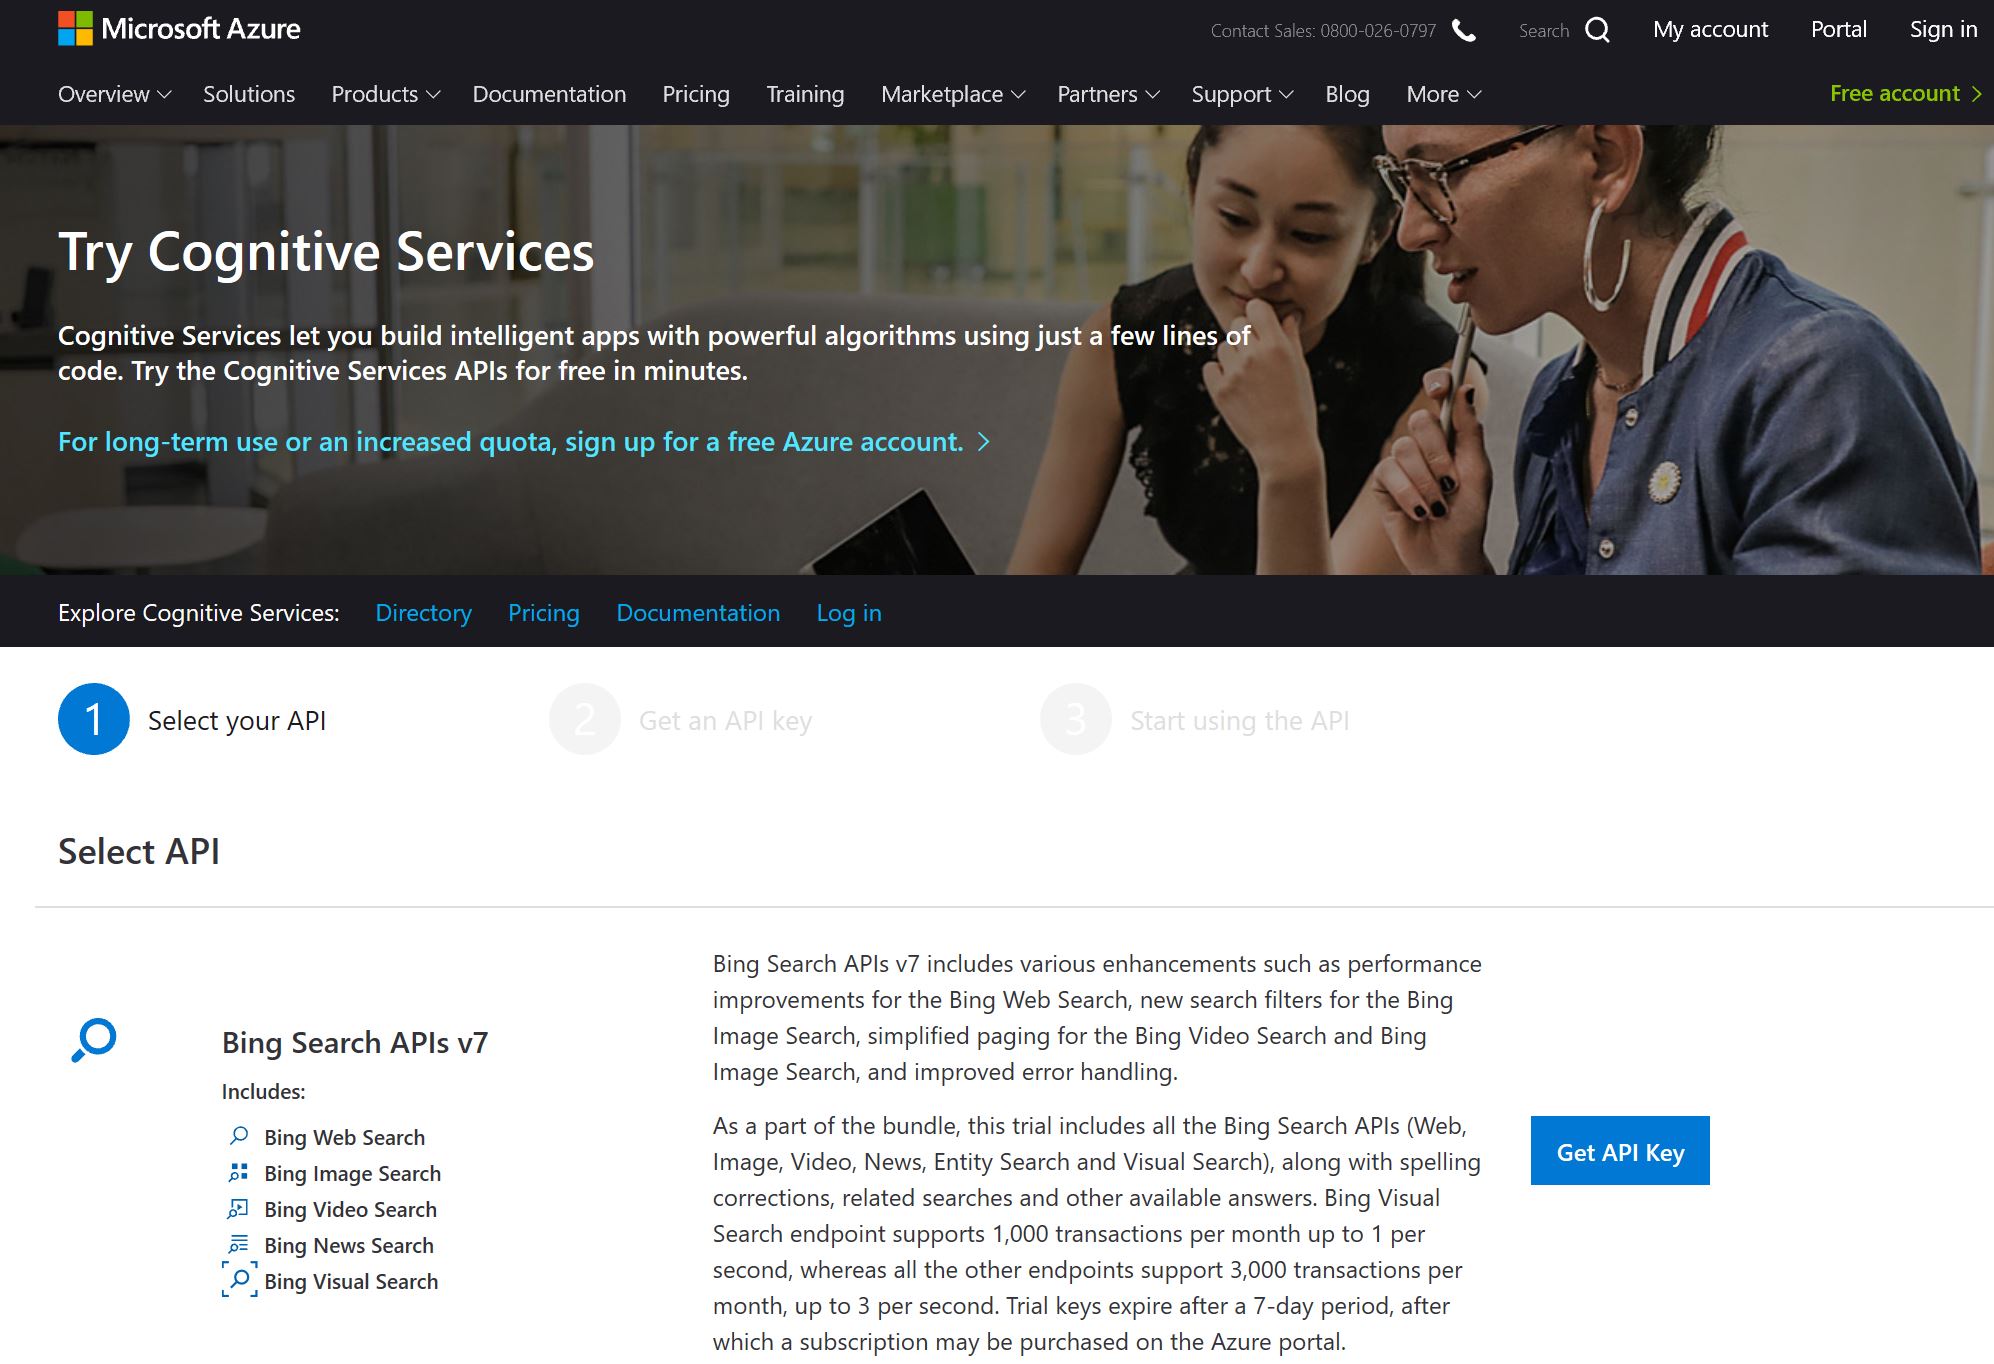 Microsoft Azure
Contact Sales: 0800-026-0797
Search
My account
Portal
Sign in
Overview
Solutions
Products
Documentation
Pricing
Training
Marketplace
Partners
Support
Blog
More
Free account
Try Cognitive Services
Cognitive Services let you build intelligent apps with powerful algorithms using just a few lines of
code. Try the Cognitive Services APIs for free in minutes.
For long-term use or an increased quota, sign up for a free Azure account.
Explore Cognitive Services:
Directory
Pricing
Documentation
Log in
1 Select your API
2 Get an API key
3 Start using the API
Select API
Bing Search APIs v7
Includes:
Bing Web Search
Bing Image Search
Bing Video Search
Bing News Search
Bing Visual Search
Bing Search APIs v7 includes various enhancements such as performance
improvements for the Bing Web Search, new search filters for the Bing
Image Search, simplified paging for the Bing Video Search and Bing
Image Search, and improved error handling.
As a part of the bundle, this trial includes all the Bing Search APIs (Web,
Image, Video, News, Entity Search and Visual Search), along with spelling
corrections, related searches and other available answers. Bing Visual
Search endpoint supports 1,000 transactions per month up to 1 per
second, whereas all the other endpoints support 3,000 transactions per
month, up to 3 per second. Trial keys expire after a 7-day period, after
which a subscription may be purchased on the Azure portal.
Get API Key